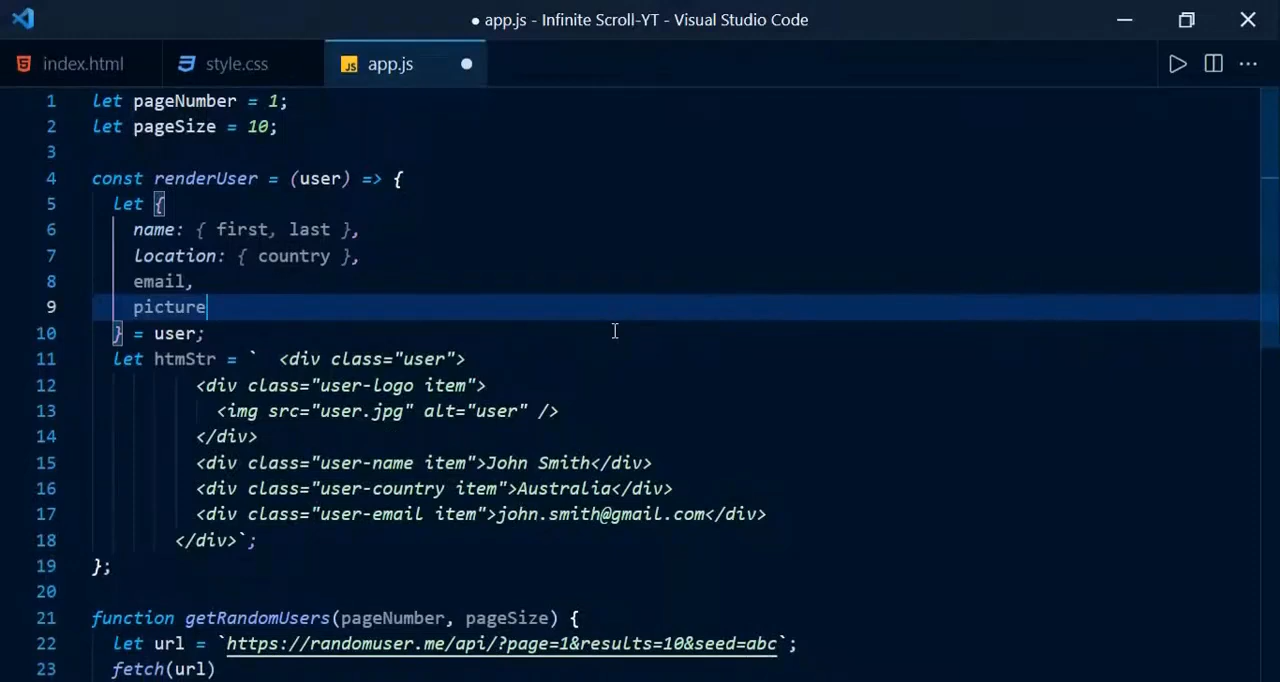 ● app.js - Infinite Scroll-YT - Visual Studio Code
index.html style.css JS app.js
1 let pageNumber = 1;
2 let pageSize = 10;
3
4 const renderUser = (user) => {
5 let {
6 name: { first, last },
7 location: { country },
8 email,
9 picture
10 } = user;
11 let htmStr = `  <div class="user">
12 <div class="user-logo item">
13 <img src="user.jpg" alt="user" />
14 </div>
15 <div class="user-name item">John Smith</div>
16 <div class="user-country item">Australia</div>
17 <div class="user-email item">john.smith@gmail.com</div>
18 </div>`;
19 };
20
21 function getRandomUsers(pageNumber, pageSize) {
22 let url = `https://randomuser.me/api/?page=1&results=10&seed=abc`;
23 fetch(url)